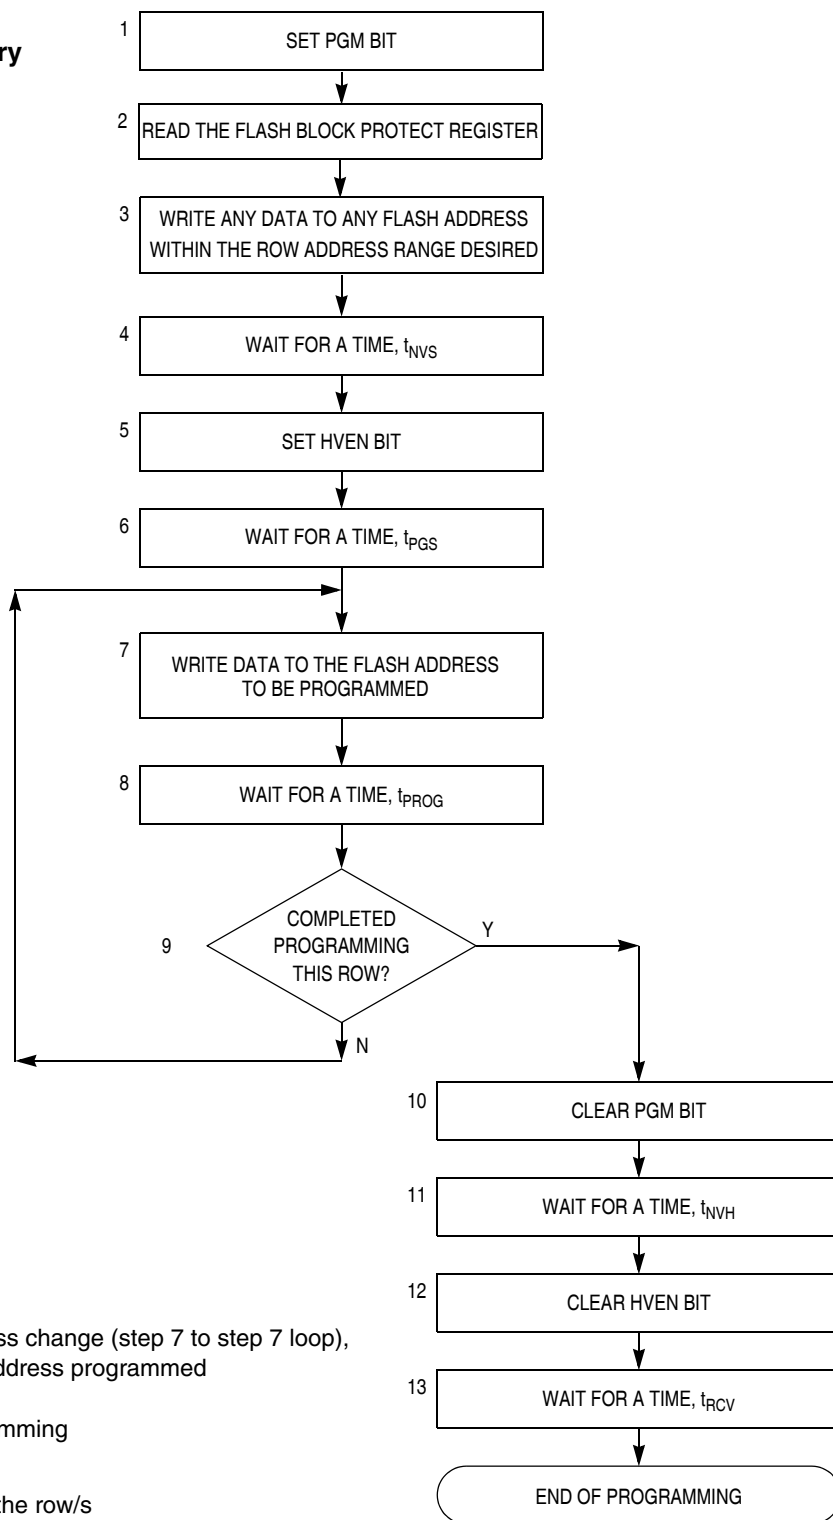 1
SET PGM BIT
ry
2
READ THE FLASH BLOCK PROTECT REGISTER
3
WRITE ANY DATA TO ANY FLASH ADDRESS
WITHIN THE ROW ADDRESS RANGE DESIRED
4
WAIT FOR A TIME, tNVS
5
SET HVEN BIT
6
WAIT FOR A TIME, tPGS
7
WRITE DATA TO THE FLASH ADDRESS
TO BE PROGRAMMED
8
WAIT FOR A TIME, tPROG
9
COMPLETED
PROGRAMMING
THIS ROW?
Y
N
10
CLEAR PGM BIT
11
WAIT FOR A TIME, tNVH
12
CLEAR HVEN BIT
13
WAIT FOR A TIME, tRCV
END OF PROGRAMMING
ss change (step 7 to step 7 loop),
ddress programmed
mming
the row/s